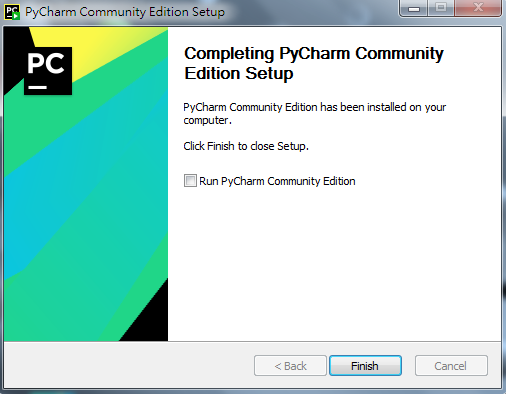 PyCharm Community Edition Setup
PC
Completing PyCharm Community
Edition Setup
PyCharm Community Edition has been installed on your
computer.
Click Finish to close Setup.
Run PyCharm Community Edition
< Back
Finish
Cancel